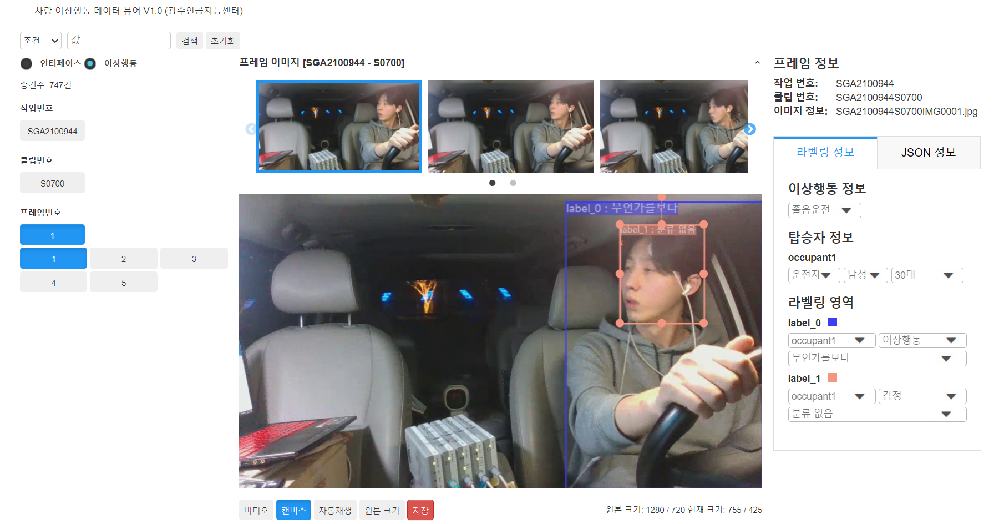 차량 이상행동 데이터 뷰어 V1.0 (광주인공지능센터)
조건 값 검색 초기화
인터페이스 이상행동
총건수: 747건
작업번호
SGA2100944
클립번호
S0700
프레임번호
1
1 2 3
4 5
프레임 이미지 [SGA2100944 - S0700]
label_0 : 무언가를보다
label_1 : 분류 없음
비디오 캔버스 자동재생 원본 크기 저장
원본 크기: 1280 / 720 현재 크기: 755 / 425
프레임 정보
작업 번호: SGA2100944
클립 번호: SGA2100944S0700
이미지 정보: SGA2100944S0700IMG0001.jpg
라벨링 정보 JSON 정보
이상행동 정보
졸음운전
탑승자 정보
occupant1
운전자 남성 30대
라벨링 영역
label_0
occupant1 이상행동
무언가를보다
label_1
occupant1 감정
분류 없음